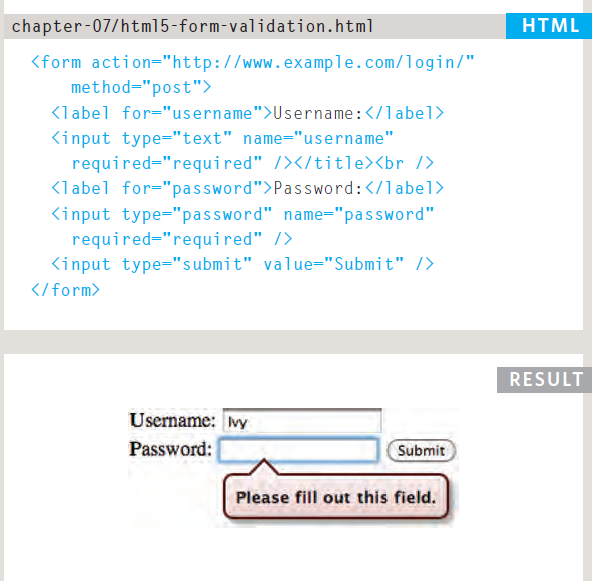 chapter-07/html5-form-validation.html HTML
<form action="http://www.example.com/login/"
method="post">
<label for="username">Username:</label>
<input type="text" name="username"
required="required" /></title><br />
<label for="password">Password:</label>
<input type="password" name="password"
required="required" />
<input type="submit" value="Submit" />
</form>
RESULT
Username: Ivy
Password: Submit
Please fill out this field.